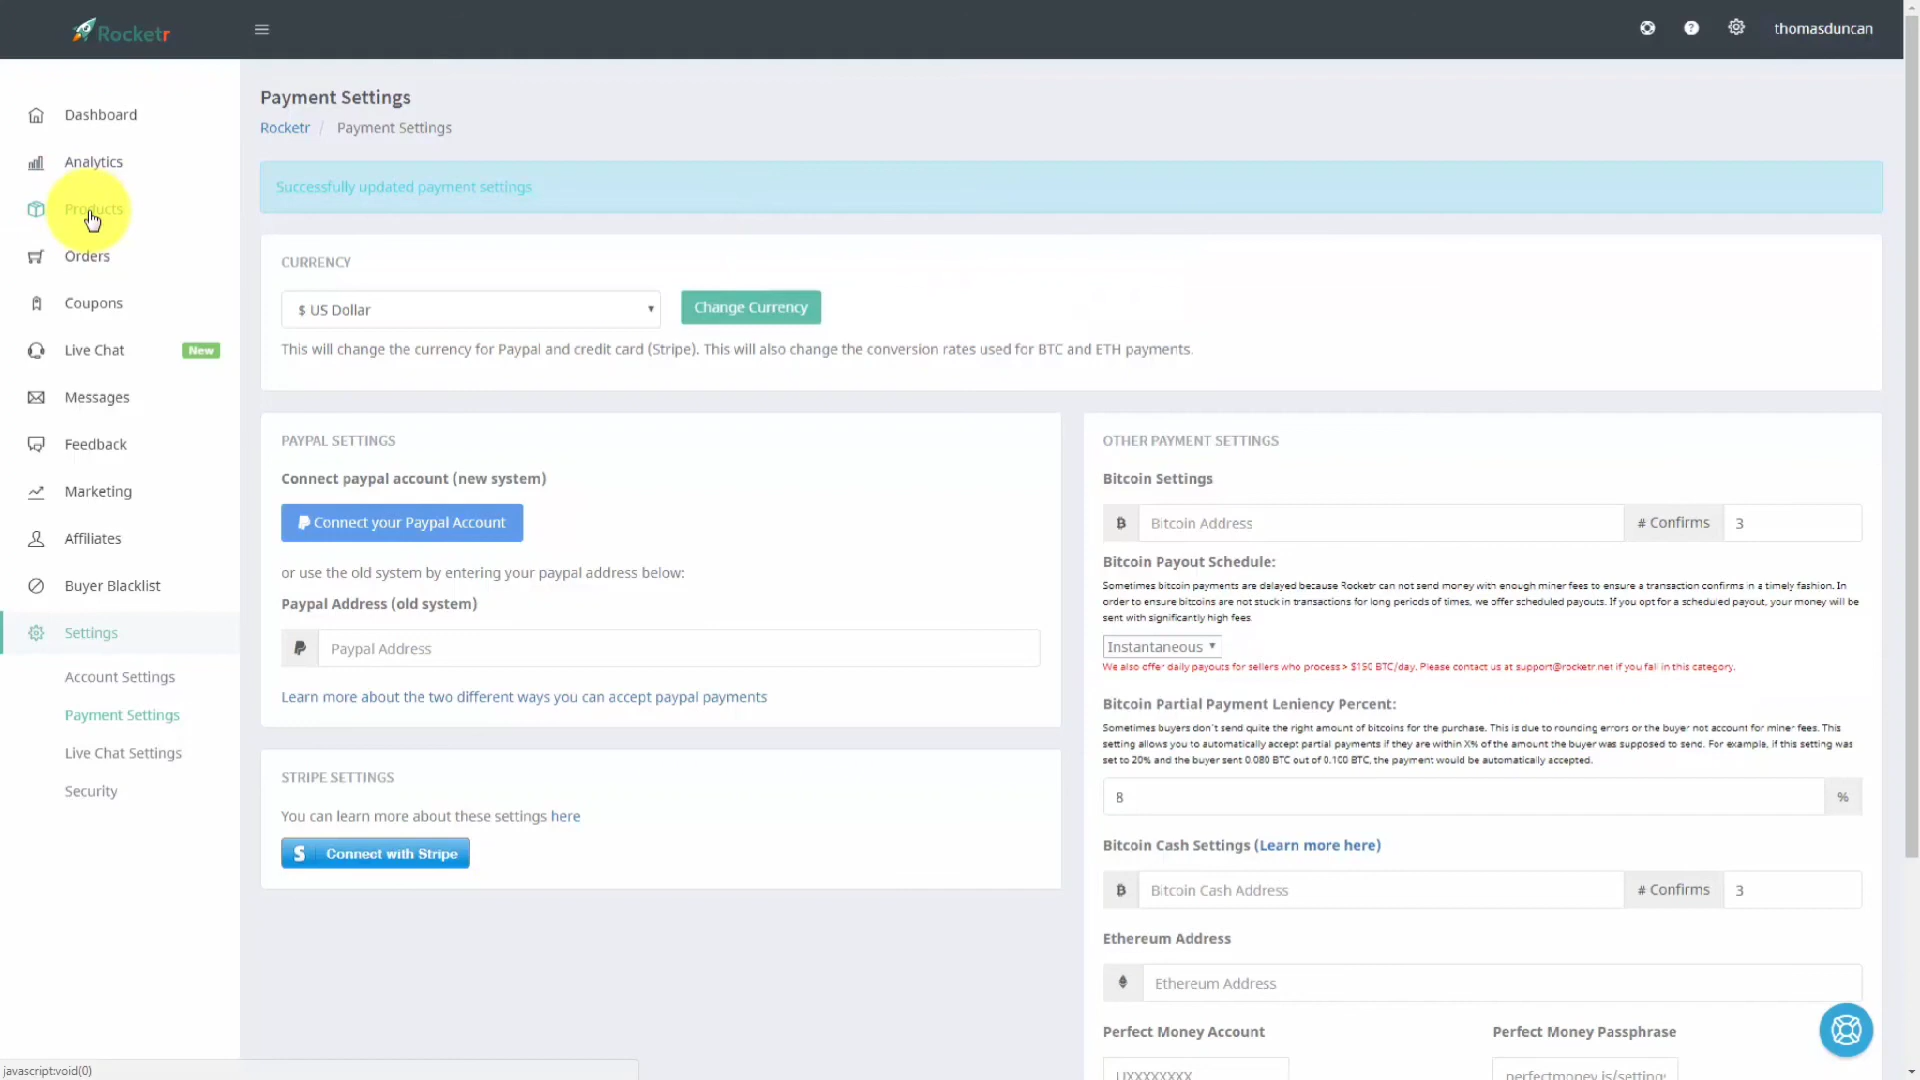 Rocketr
thomasduncan
Dashboard
Analytics
Products
Orders
Coupons
Live Chat New
Messages
Feedback
Marketing
Affiliates
Buyer Blacklist
Settings
Account Settings
Payment Settings
Live Chat Settings
Security
Payment Settings
Rocketr / Payment Settings
Successfully updated payment settings
CURRENCY
$ US Dollar
Change Currency
This will change the currency for Paypal and credit card (Stripe). This will also change the conversion rates used for BTC and ETH payments.
PAYPAL SETTINGS
Connect paypal account (new system)
Connect your Paypal Account
or use the old system by entering your paypal address below:
Paypal Address (old system)
Paypal Address
Learn more about the two different ways you can accept paypal payments
STRIPE SETTINGS
You can learn more about these settings here
S Connect with Stripe
OTHER PAYMENT SETTINGS
Bitcoin Settings
Bitcoin Address # Confirms 3
Bitcoin Payout Schedule:
Sometimes bitcoin payments are delayed because Rocketr can not send money with enough miner fees to ensure a transaction confirms in a timely fashion. In
order to ensure bitcoins are not stuck in transactions for long periods of times, we offer scheduled payouts. If you opt for a scheduled payout, your money will be
sent with significantly high fees
Instantaneous
We also offer daily payouts for sellers who process > $150 BTC/day. Please contact us at support@rocketr.net if you fall in this category.
Bitcoin Partial Payment Leniency Percent:
Sometimes buyers don't send quite the right amount of bitcoins for the purchase. This is due to rounding errors or the buyer not account for miner fees. This
setting allows you to automatically accept partial payments if they are within X% of the amount the buyer was supposed to send. For example, if this setting was
set to 20% and the buyer sent 0.080 BTC out of 0.100 BTC, the payment would be automatically accepted.
8 %
Bitcoin Cash Settings (Learn more here)
Bitcoin Cash Address # Confirms 3
Ethereum Address
Ethereum Address
Perfect Money Account Perfect Money Passphrase
UXXXXXXXX perfectmoney.is/setting
javascript:void(0)